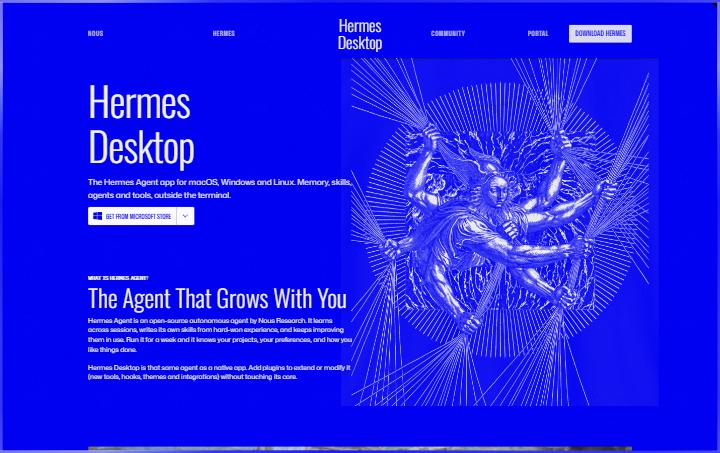 NOUS
HERMES
Hermes
Desktop
COMMUNITY
PORTAL
DOWNLOAD HERMES
Hermes
Desktop
The Hermes Agent app for macOS, Windows and Linux. Memory, skills,
agents and tools, outside the terminal.
GET FROM MICROSOFT STORE
WHAT IS HERMES AGENT?
The Agent That Grows With You
Hermes Agent is an open-source autonomous agent by Nous Research. It learns
across sessions, writes its own skills from hard-won experience, and keeps improving
them in use. Run it for a week and it knows your projects, your preferences, and how you
like things done.
Hermes Desktop is that same agent as a native app. Add plugins to extend or modify it
(new tools, hooks, themes and integrations) without touching its core.